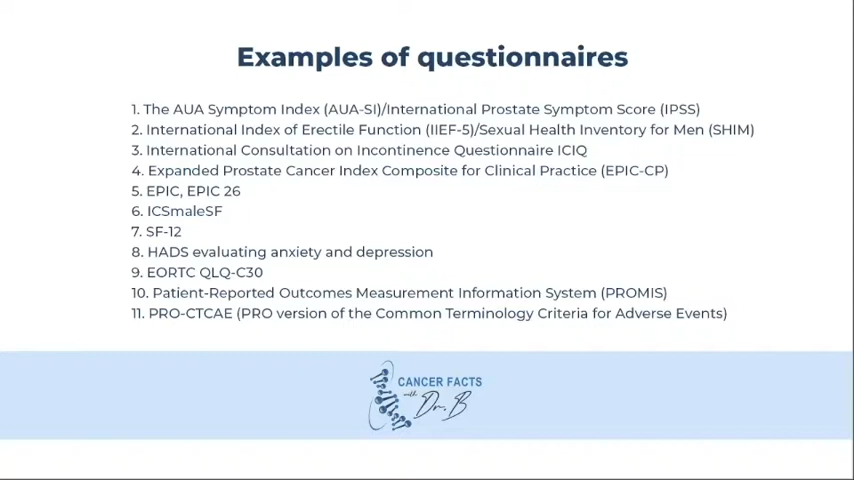 Examples of questionnaires
1. The AUA Symptom Index (AUA-SI)/International Prostate Symptom Score (IPSS)
2. International Index of Erectile Function (IIEF-5)/Sexual Health Inventory for Men (SHIM)
3. International Consultation on Incontinence Questionnaire ICIQ
4. Expanded Prostate Cancer Index Composite for Clinical Practice (EPIC-CP)
5. EPIC, EPIC 26
6. ICSmaleSF
7. SF-12
8. HADS evaluating anxiety and depression
9. EORTC QLQ-C30
10. Patient-Reported Outcomes Measurement Information System (PROMIS)
11. PRO-CTCAE (PRO version of the Common Terminology Criteria for Adverse Events)
CANCER FACTS
with Dr. B